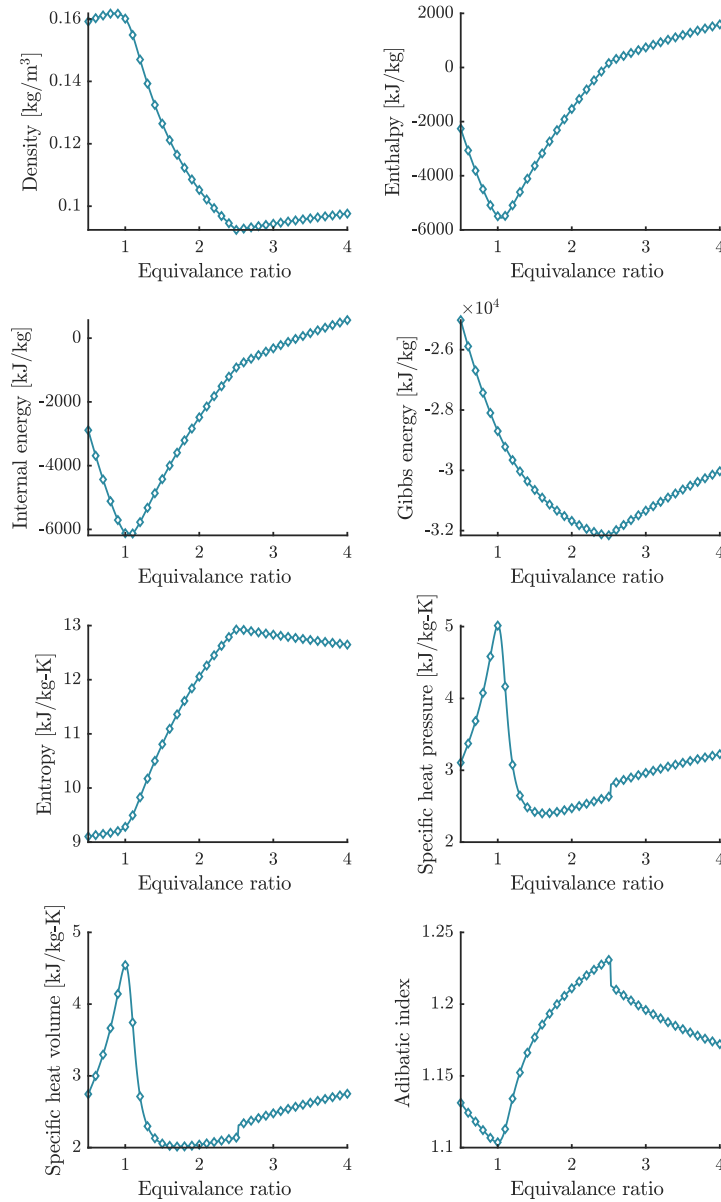 0.16
0.14
0.12
0.1
Density [kg/m³]
1 2 3 4
Equivalance ratio
2000
0
-2000
-4000
-6000
Enthalpy [kJ/kg]
1 2 3 4
Equivalance ratio
0
-2000
-4000
-6000
Internal energy [kJ/kg]
1 2 3 4
Equivalance ratio
×10⁴
-2.6
-2.8
-3
-3.2
Gibbs energy [kJ/kg]
1 2 3 4
Equivalance ratio
13
12
11
10
9
Entropy [kJ/kg-K]
1 2 3 4
Equivalance ratio
5
4
3
2
Specific heat pressure [kJ/kg-K]
1 2 3 4
Equivalance ratio
5
4
3
2
Specific heat volume [kJ/kg-K]
1 2 3 4
Equivalance ratio
1.25
1.2
1.15
1.1
Adibatic index
1 2 3 4
Equivalance ratio